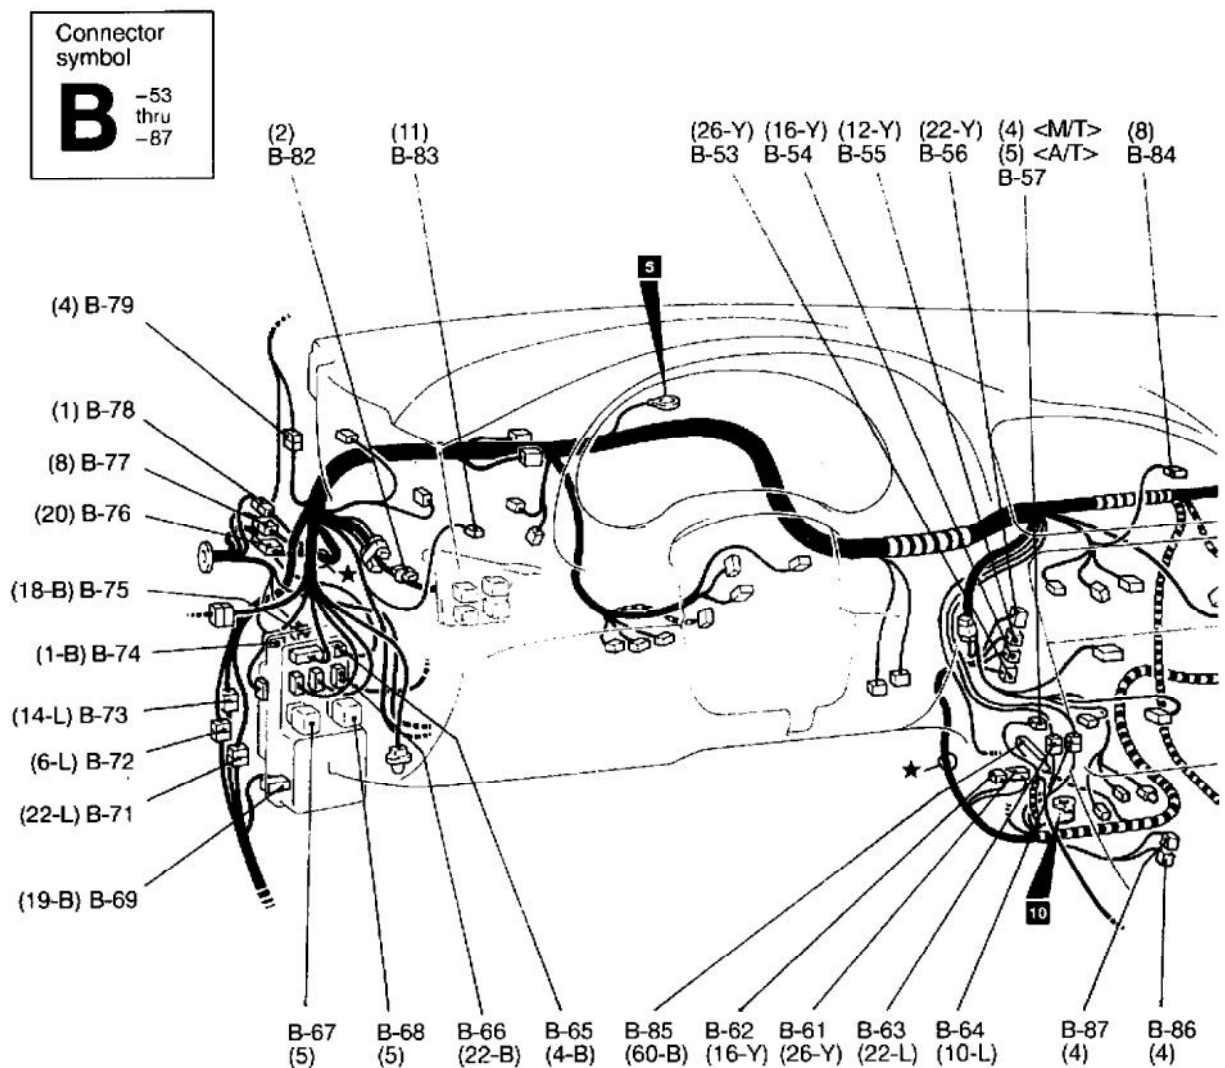 Connector
symbol
B
–53
thru
–87
(2)
B-82
(11)
B-83
(26-Y)
B-53
(16-Y)
B-54
(12-Y)
B-55
(22-Y)
B-56
(4) <M/T>
(5) <A/T>
B-57
(8)
B-84
5
(4) B-79
(1) B-78
(8) B-77
(20) B-76
(18-B) B-75
(1-B) B-74
(14-L) B-73
(6-L) B-72
(22-L) B-71
(19-B) B-69
10
B-67
(5)
B-68
(5)
B-66
(22-B)
B-65
(4-B)
B-85
(60-B)
B-62
(16-Y)
B-61
(26-Y)
B-63
(22-L)
B-64
(10-L)
B-87
(4)
B-86
(4)